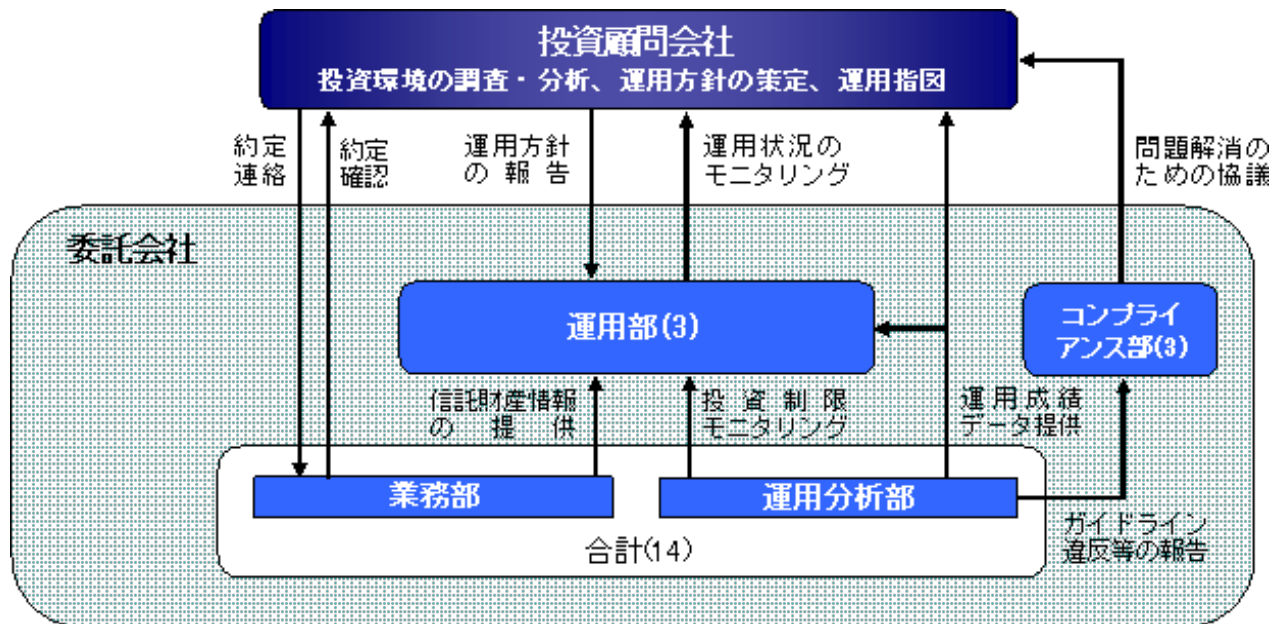 投資顧問会社
投資環境の調査・分析、運用方針の策定、運用指図
約定
連絡
約定
確認
運用方針
の報告
運用状況の
モニタリング
問題解消の
ための協議
委託会社
運用部(3)
コンプライ
アンス部(3)
信託財産情報
の提供
投資制限
モニタリング
運用成績
データ提供
業務部
運用分析部
合計(14)
ガイドライン
違反等の報告